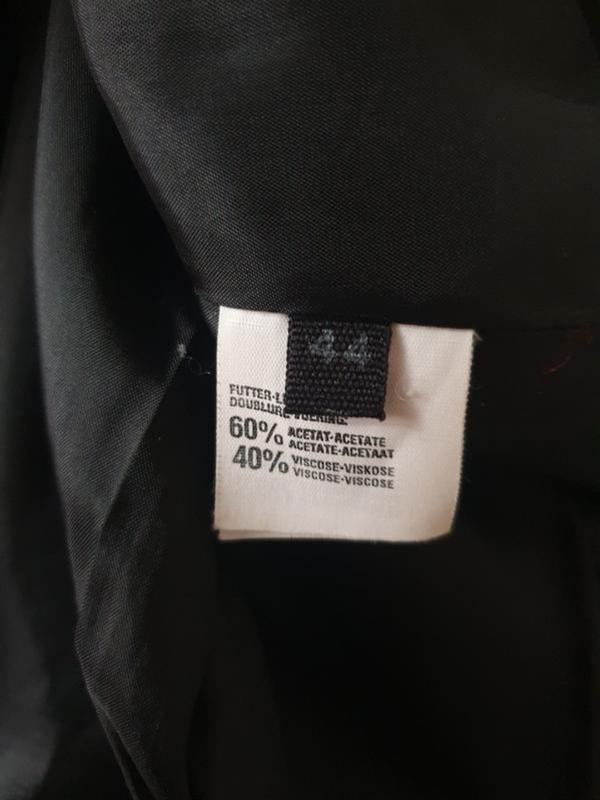 44
FUTTER-
DOUBLURE-VOERING:
60% ACETAT-ACETATE
ACETATE-ACETAAT
40% VISCOSE-VISKOSE
VISCOSE-VISCOSE